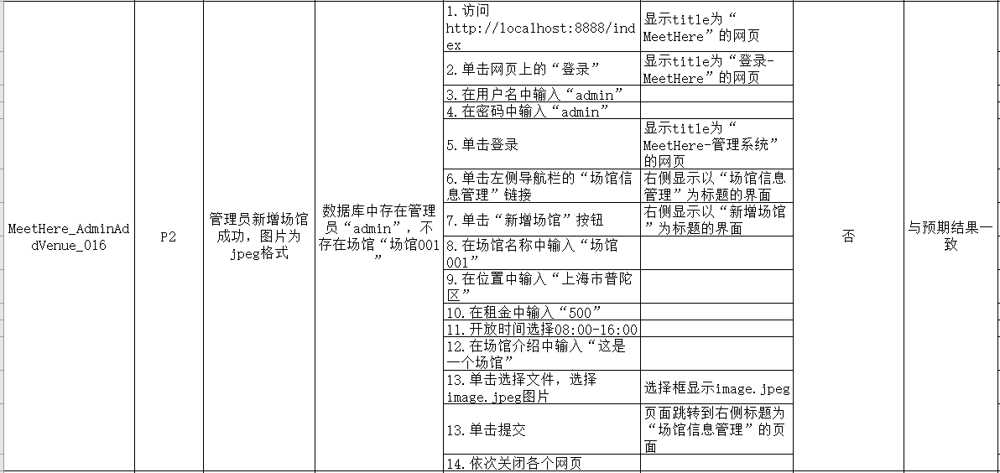 MeetHere_AdminAd
dVenue_016
P2
管理员新增场馆
成功，图片为
jpeg格式
数据库中存在管理
员“admin”，不
存在场馆“场馆001
”
1.访问
http://localhost:8888/ind
ex
显示title为“
MeetHere”的网页
2.单击网页上的“登录”
显示title为“登录-
MeetHere”的网页
3.在用户名中输入“admin”
4.在密码中输入“admin”
5.单击登录
显示title为“
MeetHere-管理系统”
的网页
6.单击左侧导航栏的“场馆信
息管理”链接
右侧显示以“场馆信息
管理”为标题的界面
7.单击“新增场馆”按钮
右侧显示以“新增场馆
”为标题的界面
8.在场馆名称中输入“场馆
001”
9.在位置中输入“上海市普陀
区”
10.在租金中输入“500”
11.开放时间选择08:00-16:00
12.在场馆介绍中输入“这是
一个场馆”
13.单击选择文件，选择
image.jpeg图片
选择框显示image.jpeg
13.单击提交
页面跳转到右侧标题为
“场馆信息管理”的页
面
14.依次关闭各个网页
否
与预期结果一
致